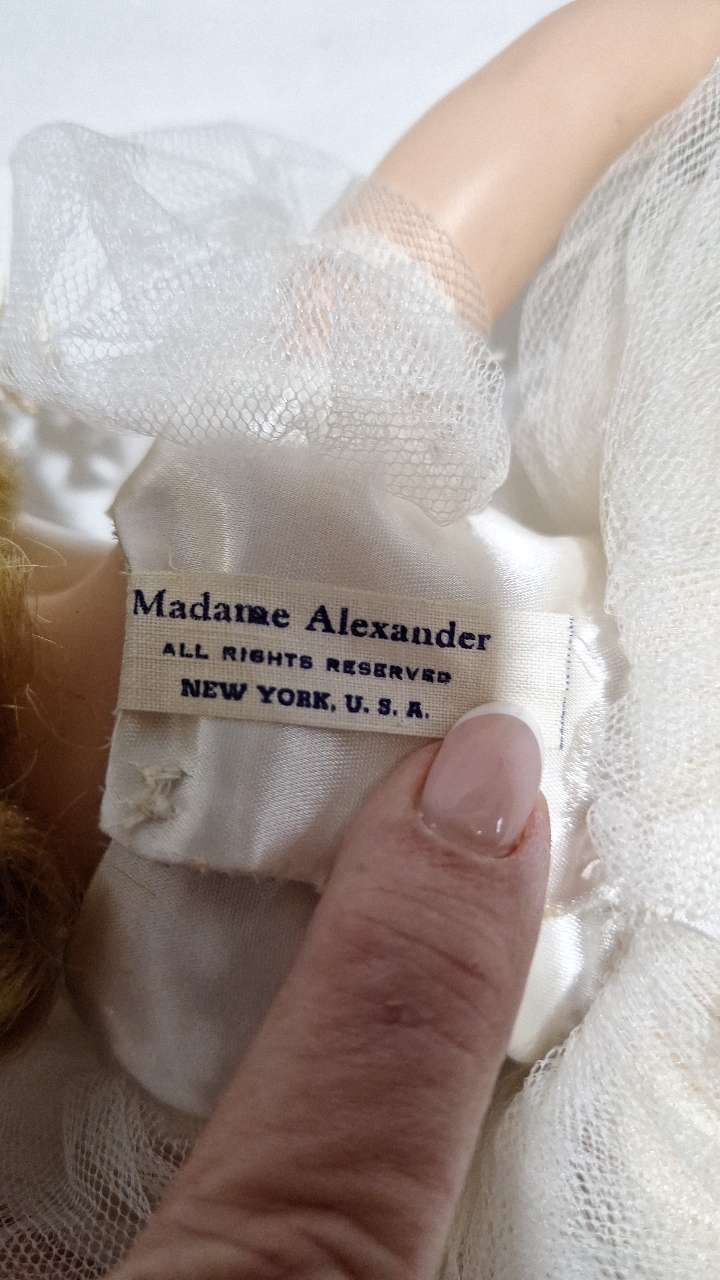 Madame Alexander
ALL RIGHTS RESERVED
NEW YORK, U. S. A.